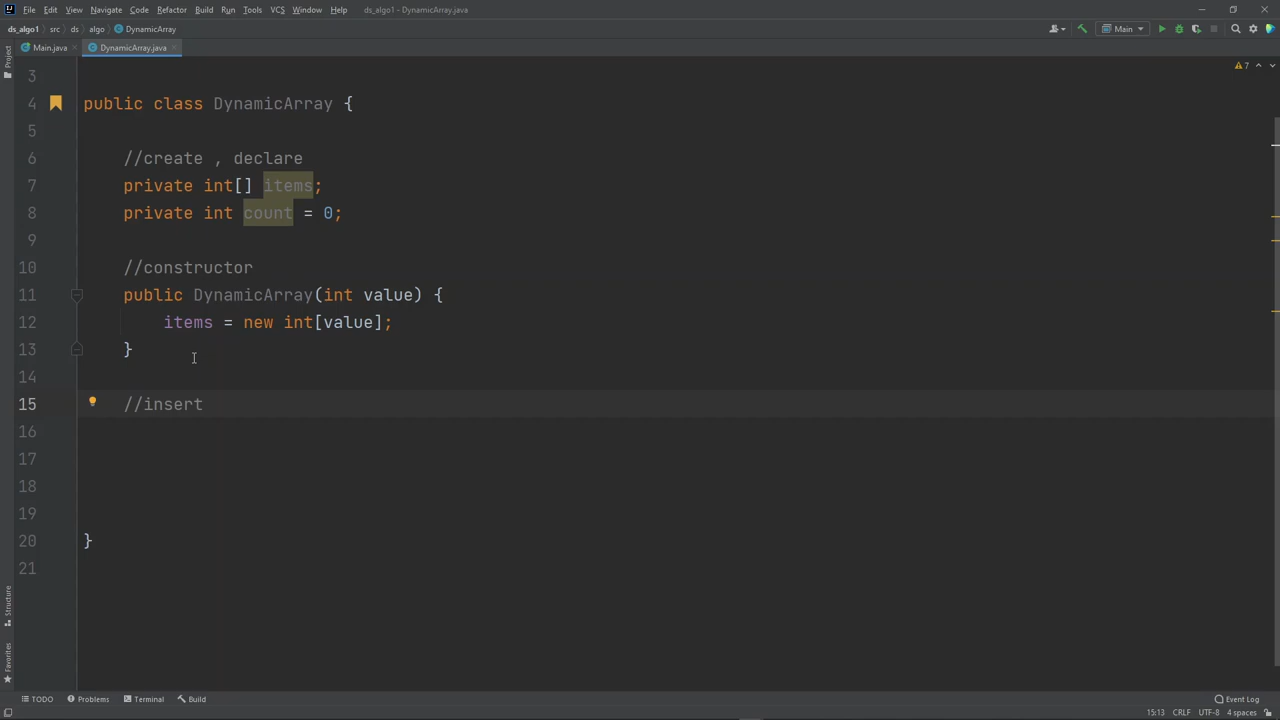 File Edit View Navigate Code Refactor Build Run Tools VCS Window Help ds_algo1 - DynamicArray.java
ds_algo1 src ds algo DynamicArray Main
Main.java DynamicArray.java
Project
7
3
4 public class DynamicArray {
5
6 //create , declare
7 private int[] items;
8 private int count = 0;
9
10 //constructor
11 public DynamicArray(int value) {
12 items = new int[value];
13 }
14
15 //insert
16
17
18
19
20 }
21
Structure
Favorites
TODO Problems Terminal Build Event Log
15:13 CRLF UTF-8 4 spaces